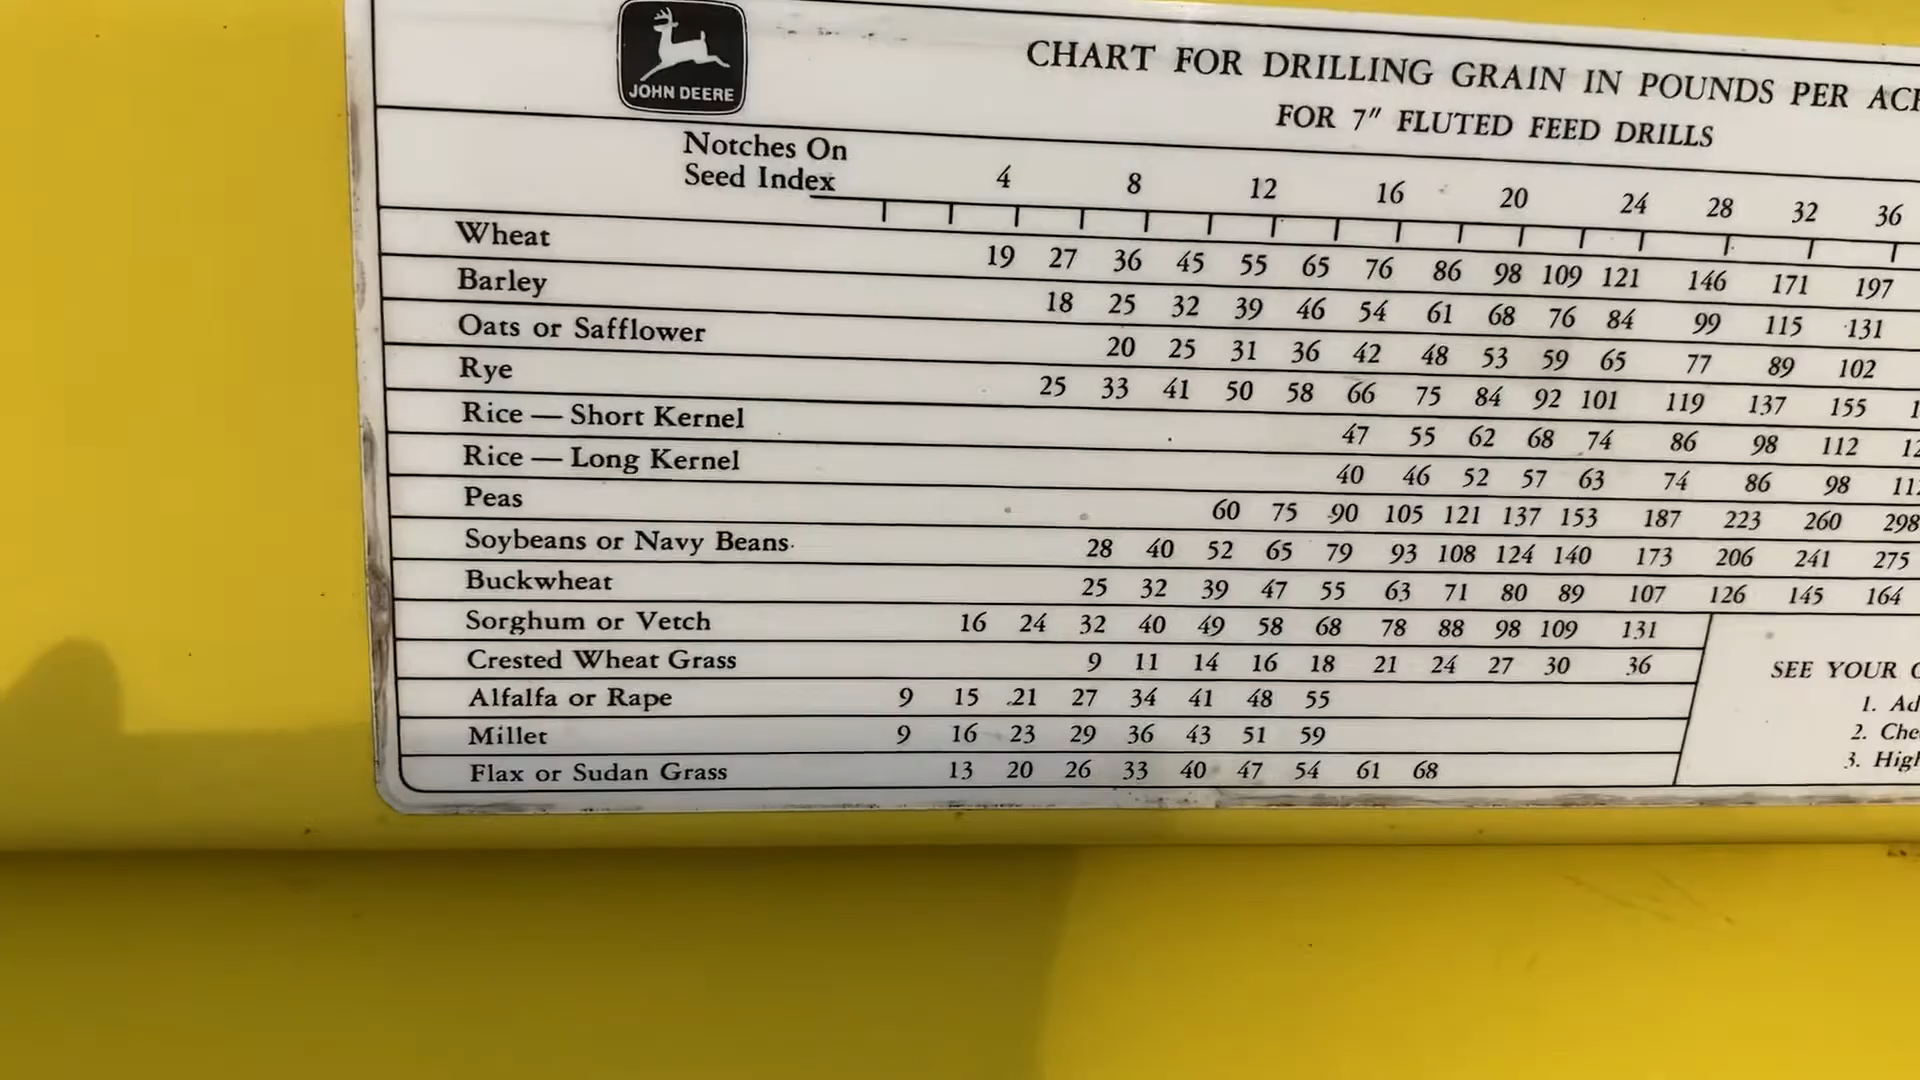 JOHN DEERE
CHART FOR DRILLING GRAIN IN POUNDS PER
FOR 7" FLUTED FEED DRILLS
Notches On
Seed Index 4 8 12 16 20 24 28 32 36
Wheat 19 27 36 45 55 65 76 86 98 109 121 146 171 197
Barley 18 25 32 39 46 54 61 68 76 84 99 115 131
Oats or Safflower 20 25 31 36 42 48 53 59 65 77 89 102
Rye 25 33 41 50 58 66 75 84 92 101 119 137 155
Rice — Short Kernel 47 55 62 68 74 86 98 112
Rice — Long Kernel 40 46 52 57 63 74 86 98
Peas 60 75 90 105 121 137 153 187 223 260 298
Soybeans or Navy Beans 28 40 52 65 79 93 108 124 140 173 206 241 275
Buckwheat 25 32 39 47 55 63 71 80 89 107 126 145 164
Sorghum or Vetch 16 24 32 40 49 58 68 78 88 98 109 131
Crested Wheat Grass 9 11 14 16 18 21 24 27 30 36
Alfalfa or Rape 9 15 21 27 34 41 48 55
Millet 9 16 23 29 36 43 51 59
Flax or Sudan Grass 13 20 26 33 40 47 54 61 68
SEE YOUR
1.
2.
3.